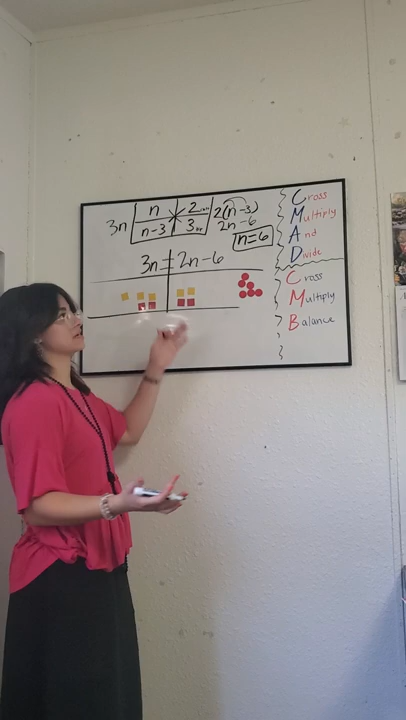 3n n 2 2(n-3)
n-3 3 2n-6
n=6
3n = 2n-6
Cross
Multiply
And
Divide
Cross
Multiply
Balance